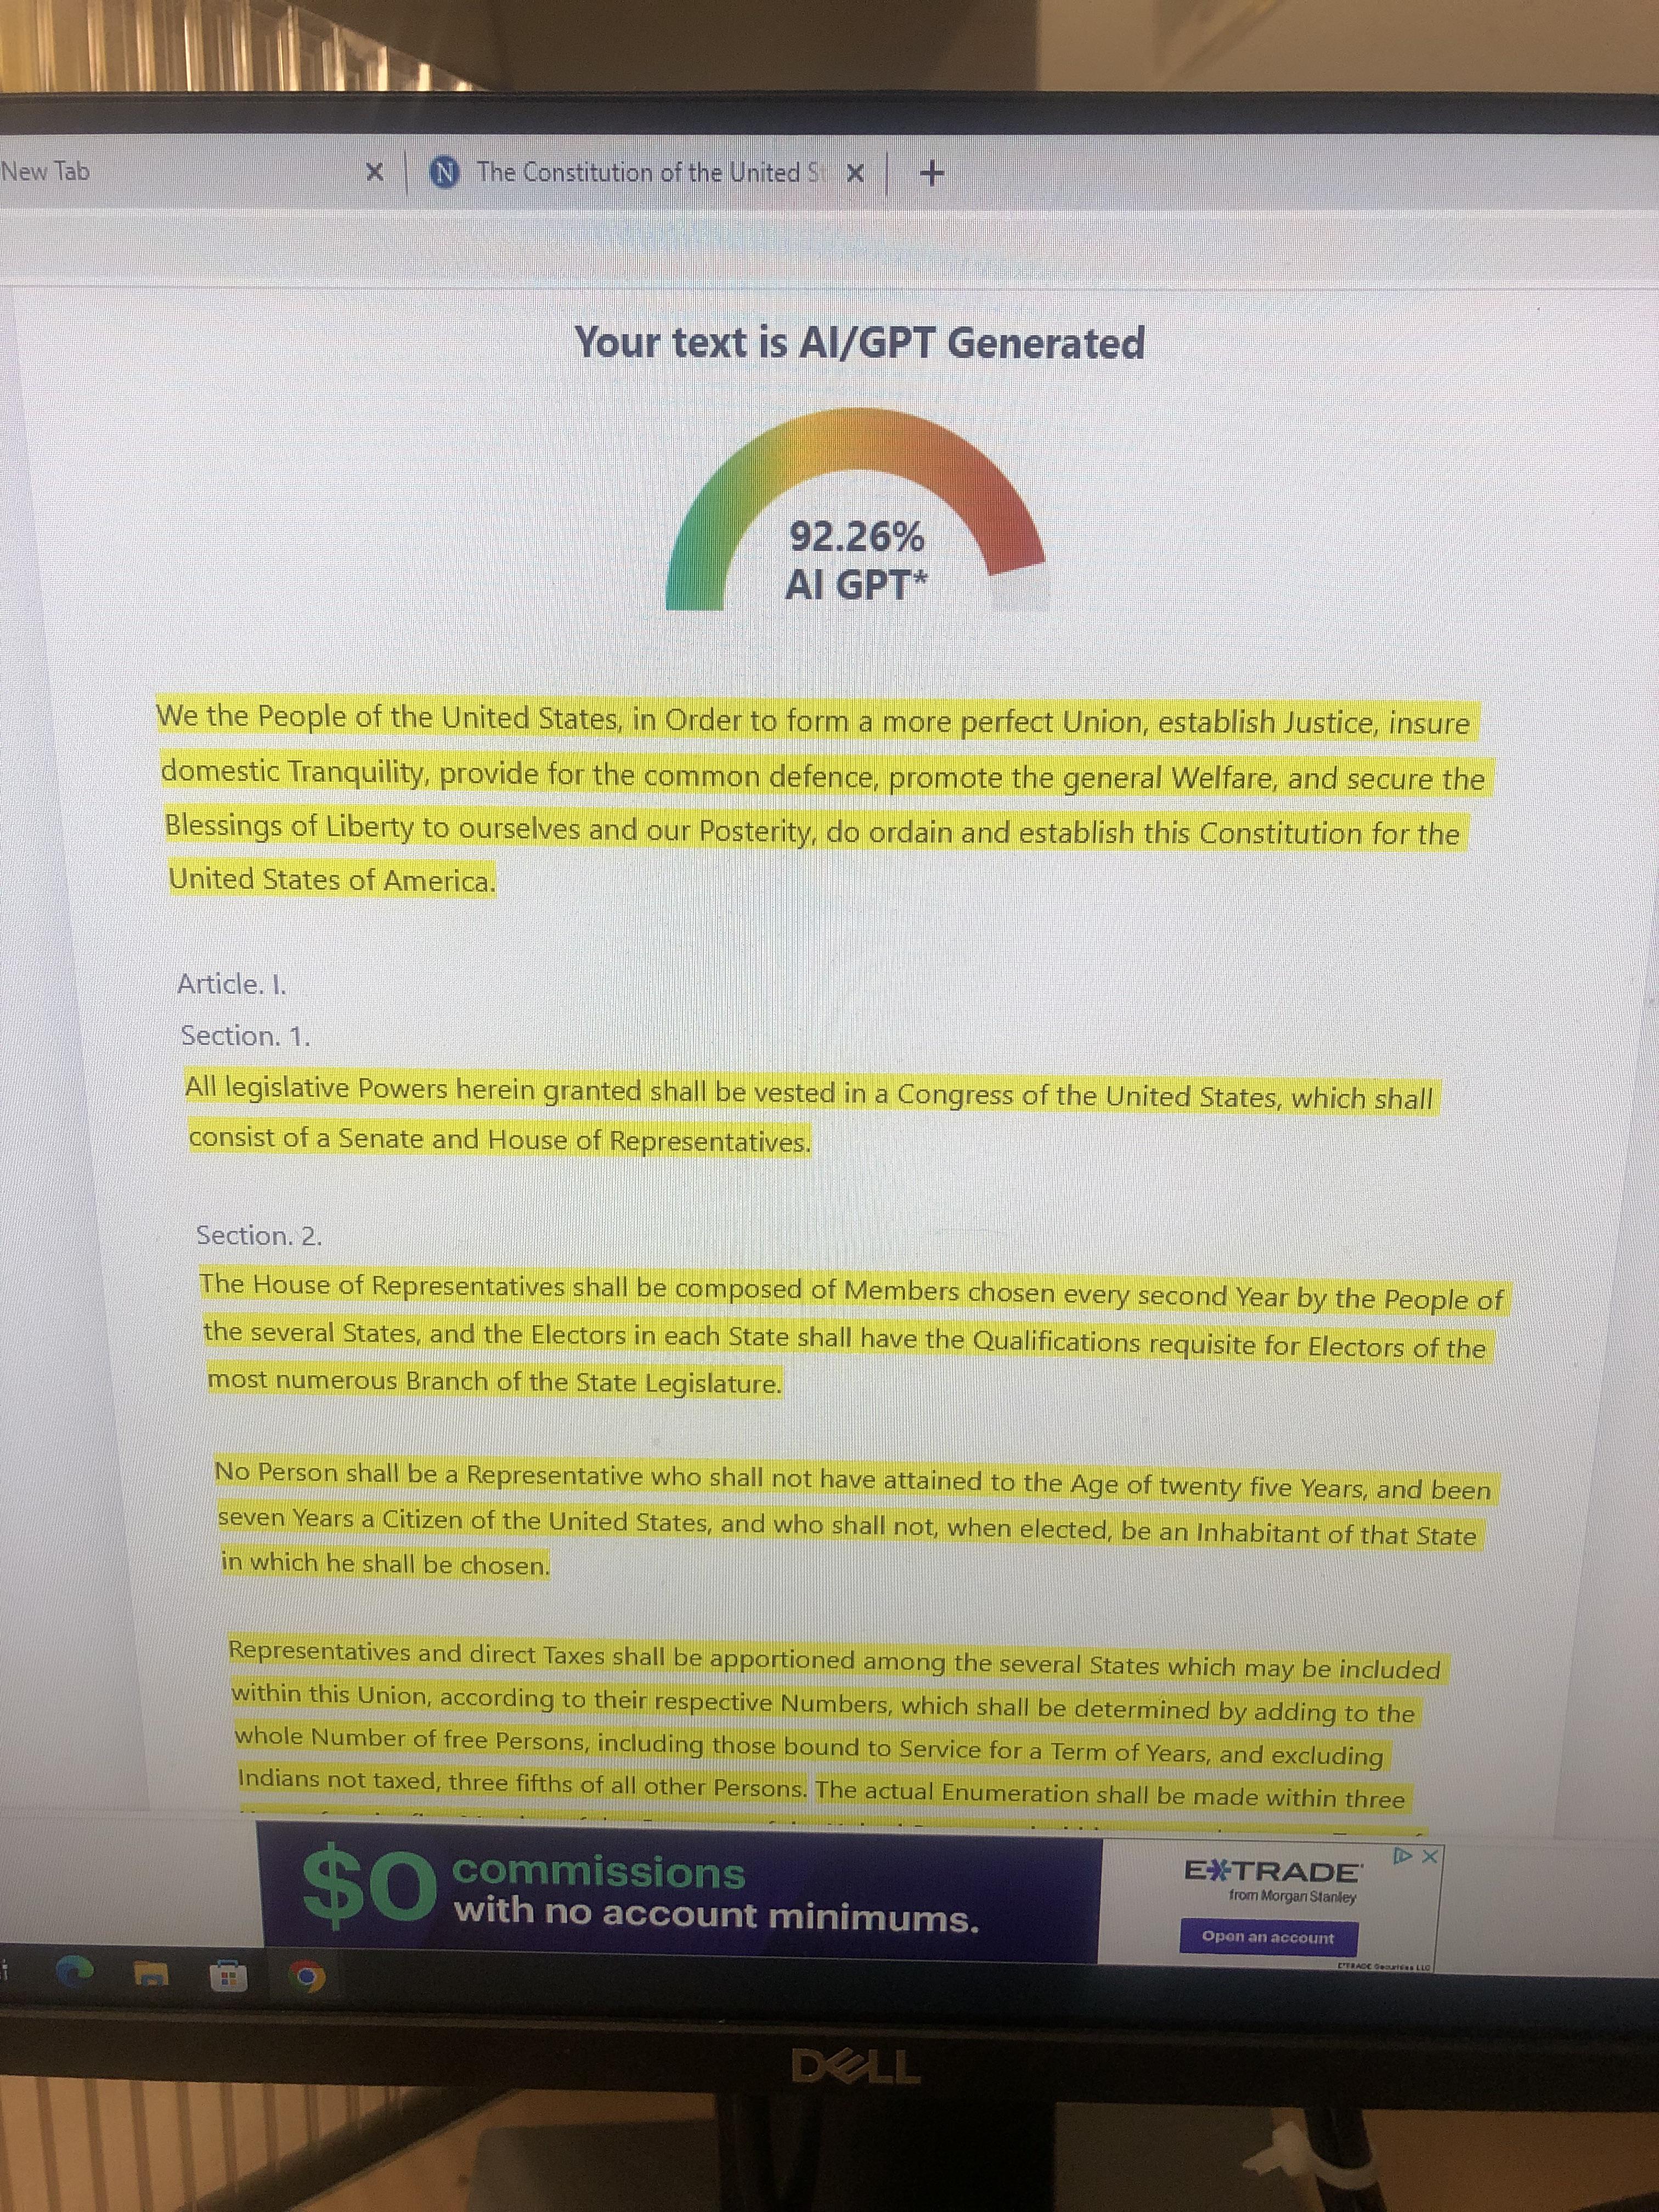 New Tab
N The Constitution of the United St
Your text is AI/GPT Generated
92.26%
AI GPT*
We the People of the United States, in Order to form a more perfect Union, establish Justice, insure
domestic Tranquility, provide for the common defence, promote the general Welfare, and secure the
Blessings of Liberty to ourselves and our Posterity, do ordain and establish this Constitution for the
United States of America.
Article. I.
Section. 1.
All legislative Powers herein granted shall be vested in a Congress of the United States, which shall
consist of a Senate and House of Representatives.
Section. 2.
The House of Representatives shall be composed of Members chosen every second Year by the People of
the several States, and the Electors in each State shall have the Qualifications requisite for Electors of the
most numerous Branch of the State Legislature.
No Person shall be a Representative who shall not have attained to the Age of twenty five Years, and been
seven Years a Citizen of the United States, and who shall not, when elected, be an Inhabitant of that State
in which he shall be chosen.
Representatives and direct Taxes shall be apportioned among the several States which may be included
within this Union, according to their respective Numbers, which shall be determined by adding to the
whole Number of free Persons, including those bound to Service for a Term of Years, and excluding
Indians not taxed, three fifths of all other Persons. The actual Enumeration shall be made within three
$0 commissions
with no account minimums.
E*TRADE
from Morgan Stanley
Open an account
E*TRADE Securities LLC
DELL